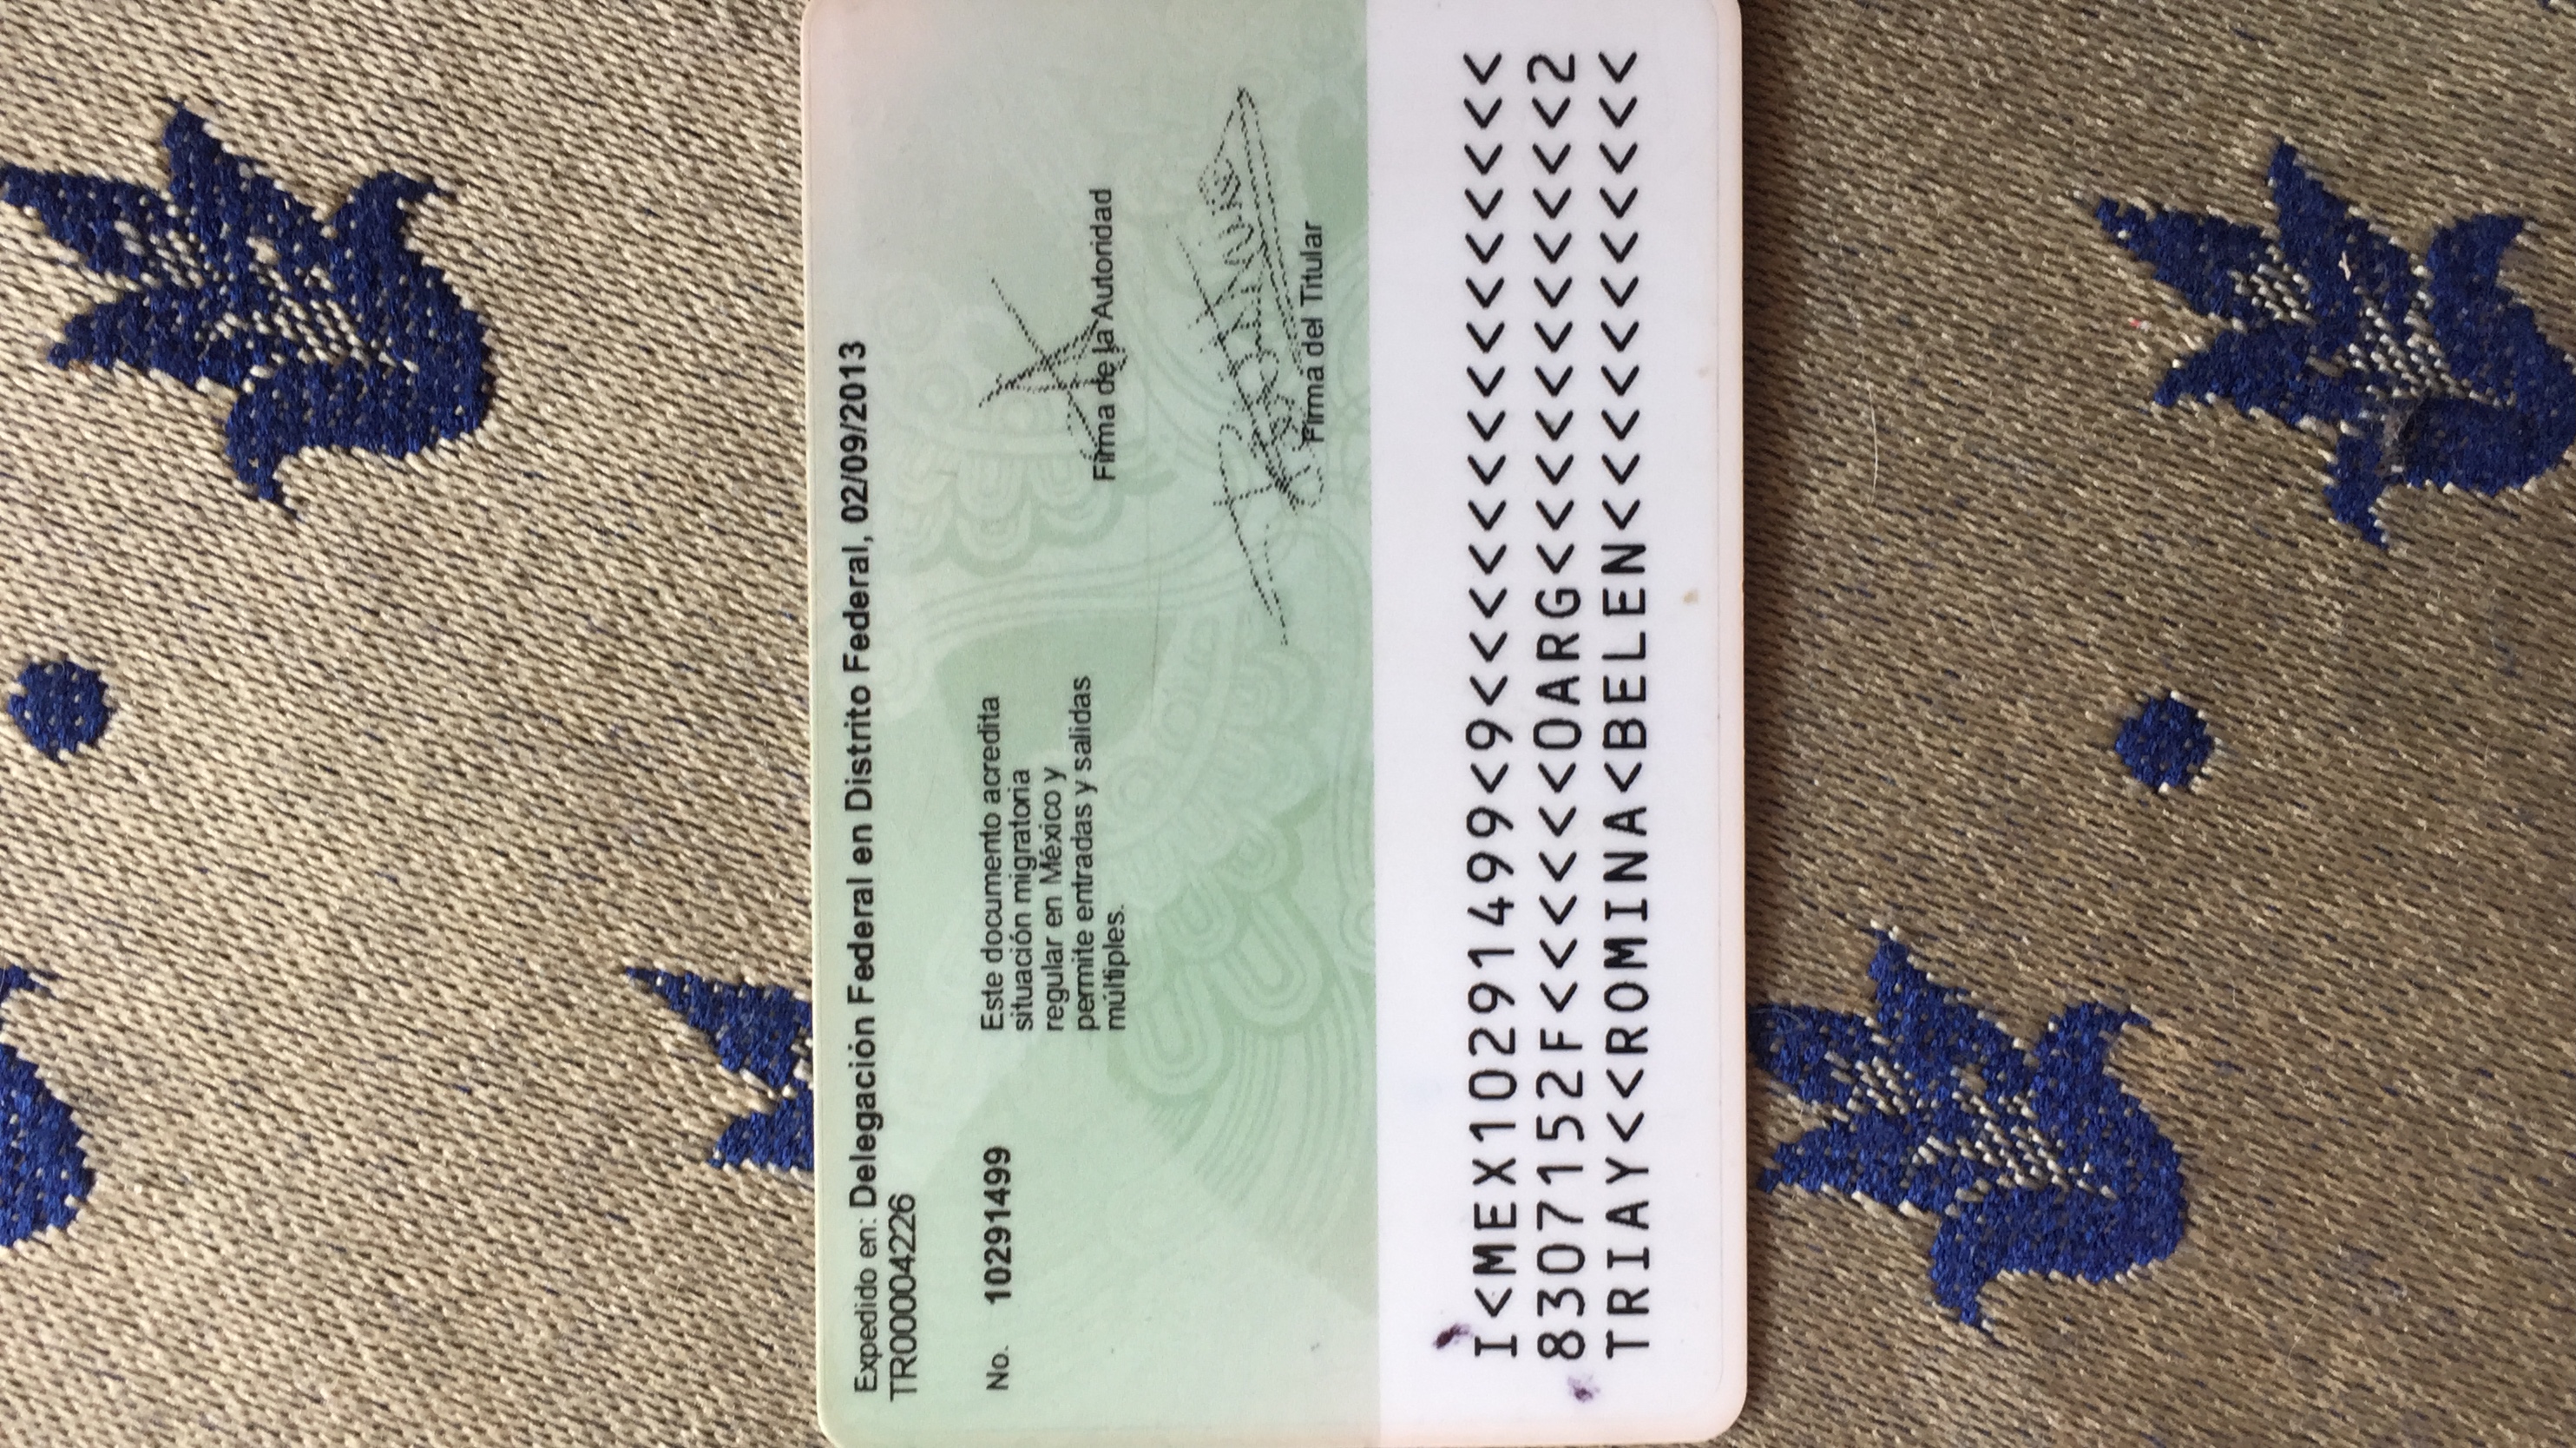 Expedido en: Delegación Federal en Distrito Federal, 02/09/2013
TR00004226
No. 10291499
Este documento acredita
situación migratoria
regular en México y
permite entradas y salidas
múltiples.
Firma de la Autoridad
Firma del Titular
I<MEX10291499<9<<<<<<<<<<<<<<<
8307152F<<<<<<OARG<<<<<<<<<<<2
TRIAY<<ROMINA<BELEN<<<<<<<<<<<